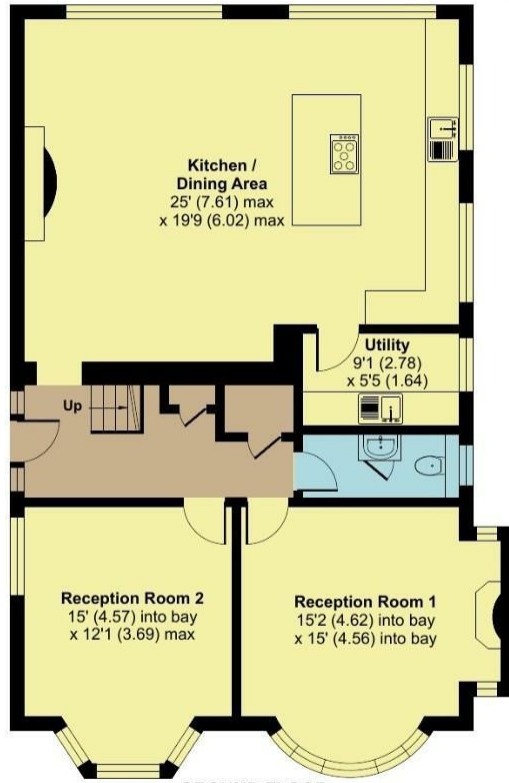 Kitchen /
Dining Area
25' (7.61) max
x 19'9 (6.02) max
Utility
9'1 (2.78)
x 5'5 (1.64)
Up
Reception Room 2
15' (4.57) into bay
x 12'1 (3.69) max
Reception Room 1
15'2 (4.62) into bay
x 15' (4.56) into bay